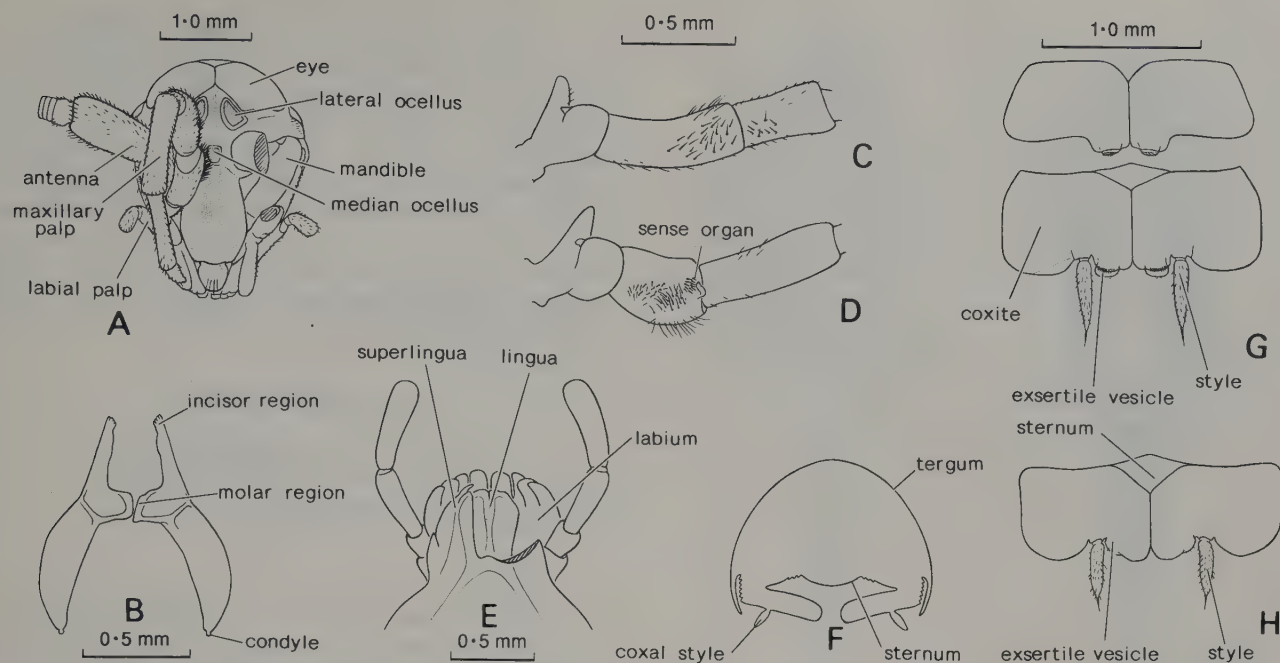 1·0 mm
eye
lateral ocellus
antenna
maxillary
palp
mandible
median ocellus
labial palp
A
0·5 mm
C
sense organ
D
1·0 mm
coxite
G
exsertile vesicle
style
incisor region
molar region
B
0·5 mm
condyle
superlingua
lingua
labium
E
0·5 mm
tergum
coxal style
F
sternum
sternum
H
exsertile vesicle
style